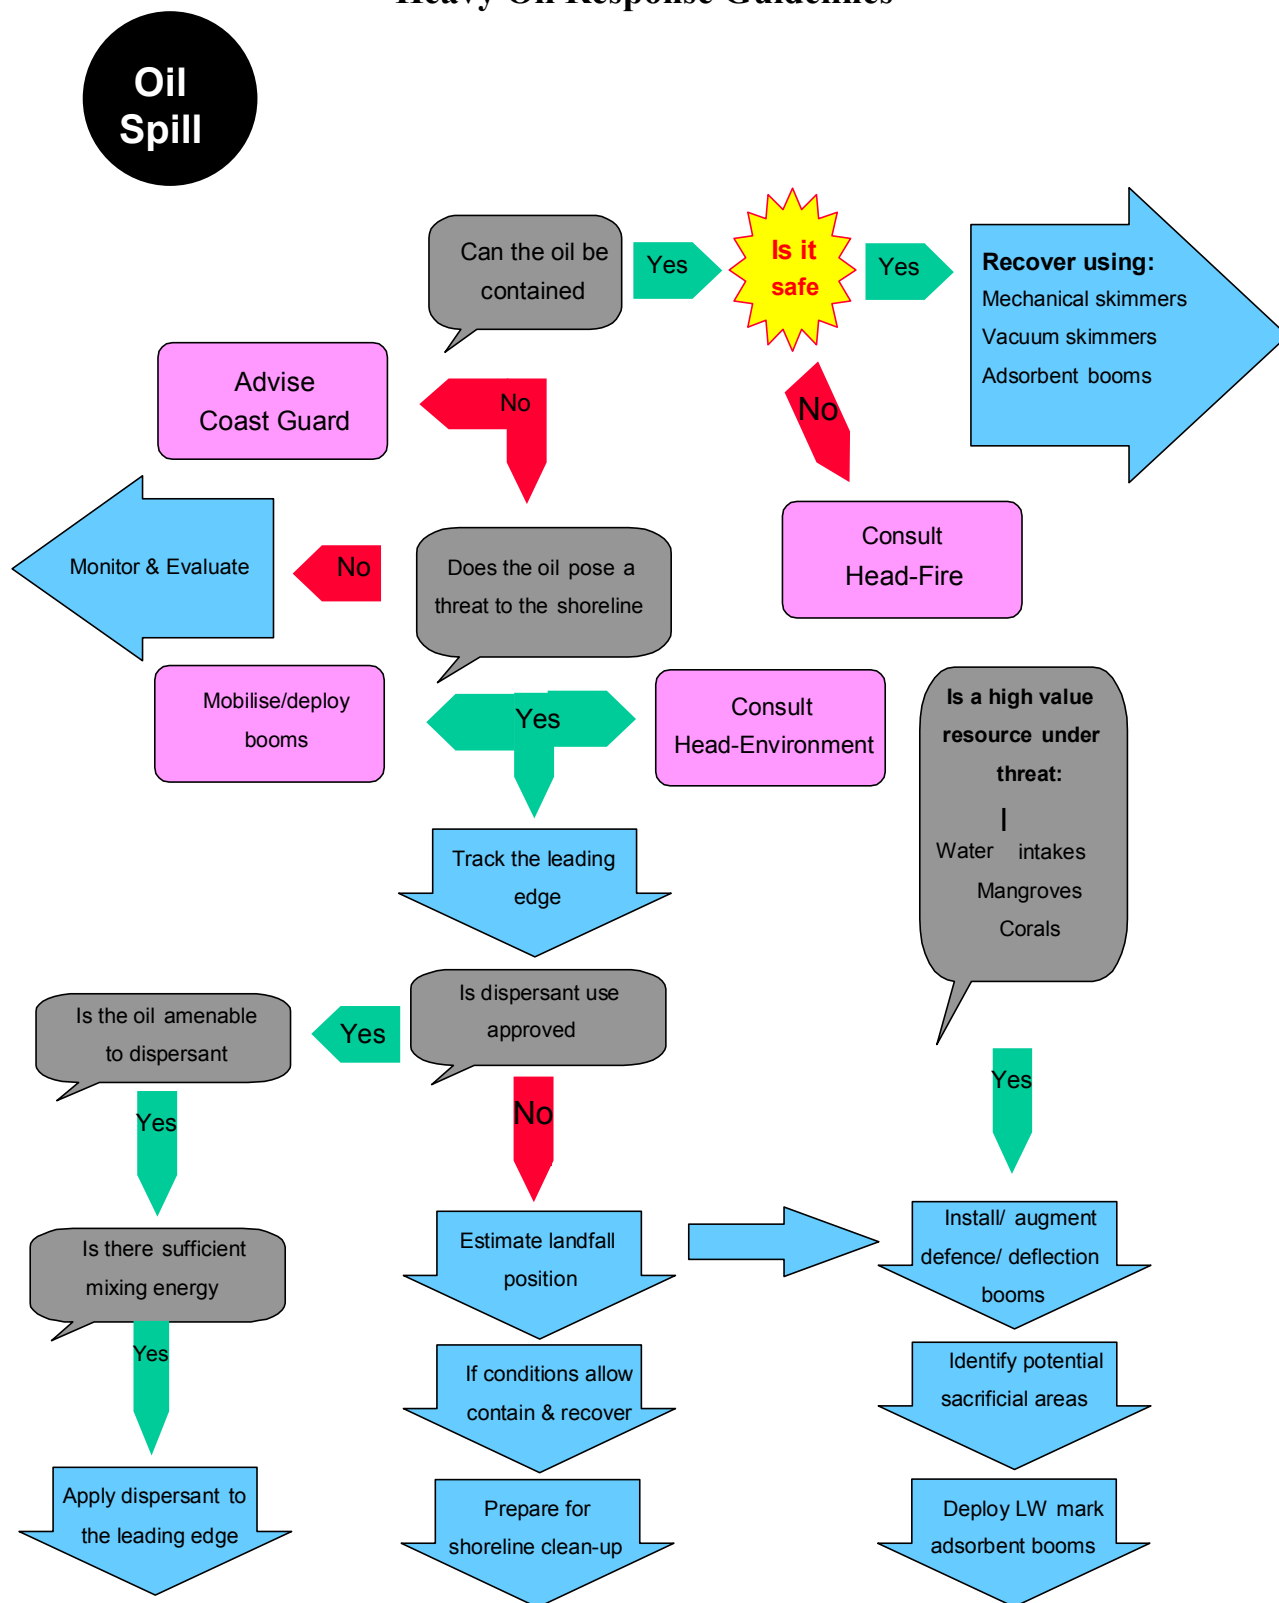 Heavy Oil Response Guidelines
Oil
Spill
Can the oil be
contained
Yes
Is it
safe
Yes
Recover using:
Mechanical skimmers
Vacuum skimmers
Adsorbent booms
Advise
Coast Guard
No
No
Consult
Head-Fire
Monitor & Evaluate
No
Does the oil pose a
threat to the shoreline
Mobilise/deploy
booms
Yes
Consult
Head-Environment
Is a high value
resource under
threat:
Water intakes
Mangroves
Corals
Track the leading
edge
Is the oil amenable
to dispersant
Yes
Is dispersant use
approved
Yes
No
Yes
Is there sufficient
mixing energy
Estimate landfall
position
Install/ augment
defence/ deflection
booms
Yes
If conditions allow
contain & recover
Identify potential
sacrificial areas
Apply dispersant to
the leading edge
Prepare for
shoreline clean-up
Deploy LW mark
adsorbent booms